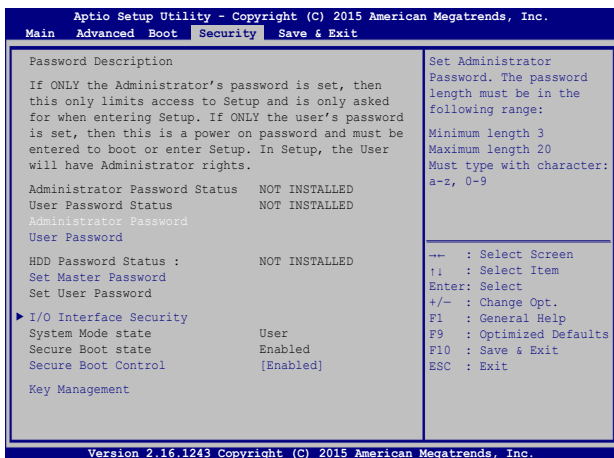 Aptio Setup Utility - Copyright (C) 2015 American Megatrends, Inc.
Main Advanced Boot Security Save & Exit
Password Description
If ONLY the Administrator's password is set, then
this only limits access to Setup and is only asked
for when entering Setup. If ONLY the user's password
is set, then this is a power on password and must be
entered to boot or enter Setup. In Setup, the User
will have Administrator rights.
Administrator Password Status NOT INSTALLED
User Password Status NOT INSTALLED
Administrator Password
User Password
HDD Password Status : NOT INSTALLED
Set Master Password
Set User Password
▶ I/O Interface Security
System Mode state User
Secure Boot state Enabled
Secure Boot Control [Enabled]
Key Management
Set Administrator
Password. The password
length must be in the
following range:
Minimum length 3
Maximum length 20
Must type with character:
a-z, 0-9
→← : Select Screen
↑↓ : Select Item
Enter: Select
+/— : Change Opt.
F1 : General Help
F9 : Optimized Defaults
F10 : Save & Exit
ESC : Exit
Version 2.16.1243 Copyright (C) 2015 American Megatrends, Inc.